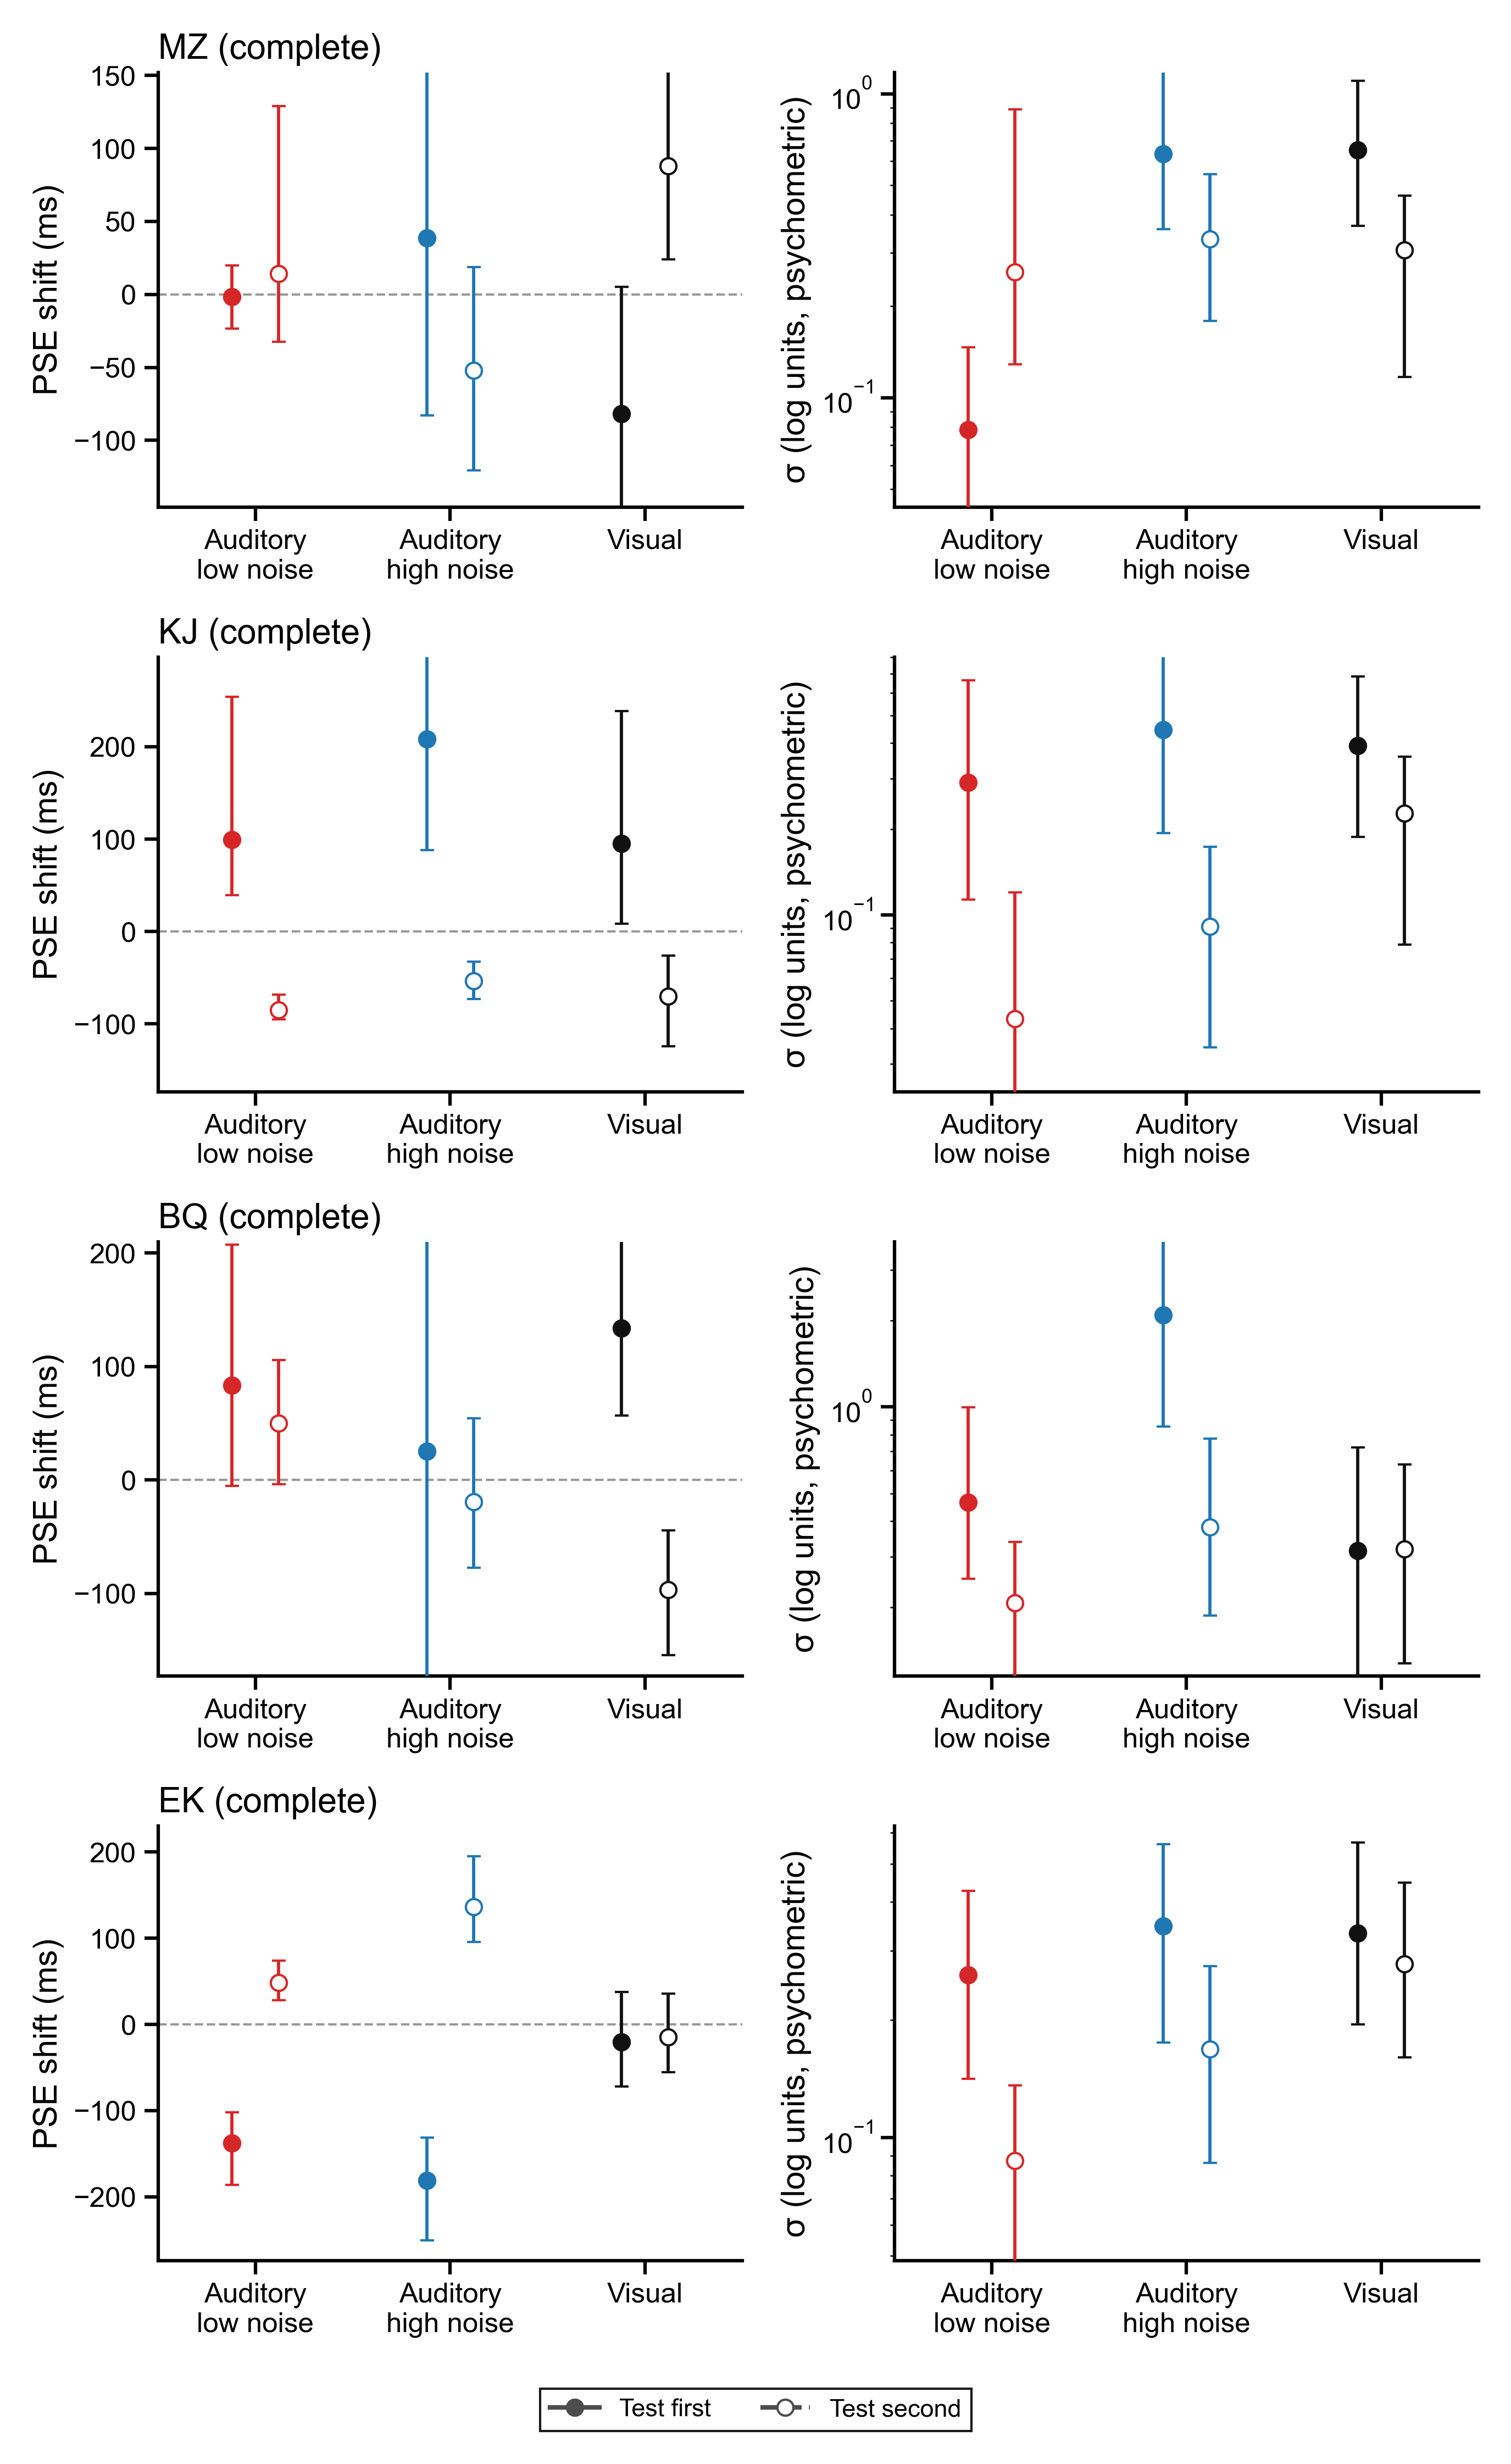 MZ (complete)
PSE shift (ms)
150
100
50
0
−50
−100
Auditory
low noise
Auditory
high noise
Visual
σ (log units, psychometric)
10^0
10^−1
Auditory
low noise
Auditory
high noise
Visual
KJ (complete)
PSE shift (ms)
200
100
0
−100
Auditory
low noise
Auditory
high noise
Visual
σ (log units, psychometric)
10^−1
Auditory
low noise
Auditory
high noise
Visual
BQ (complete)
PSE shift (ms)
200
100
0
−100
Auditory
low noise
Auditory
high noise
Visual
σ (log units, psychometric)
10^0
Auditory
low noise
Auditory
high noise
Visual
EK (complete)
PSE shift (ms)
200
100
0
−100
−200
Auditory
low noise
Auditory
high noise
Visual
σ (log units, psychometric)
10^−1
Auditory
low noise
Auditory
high noise
Visual
Test first
Test second